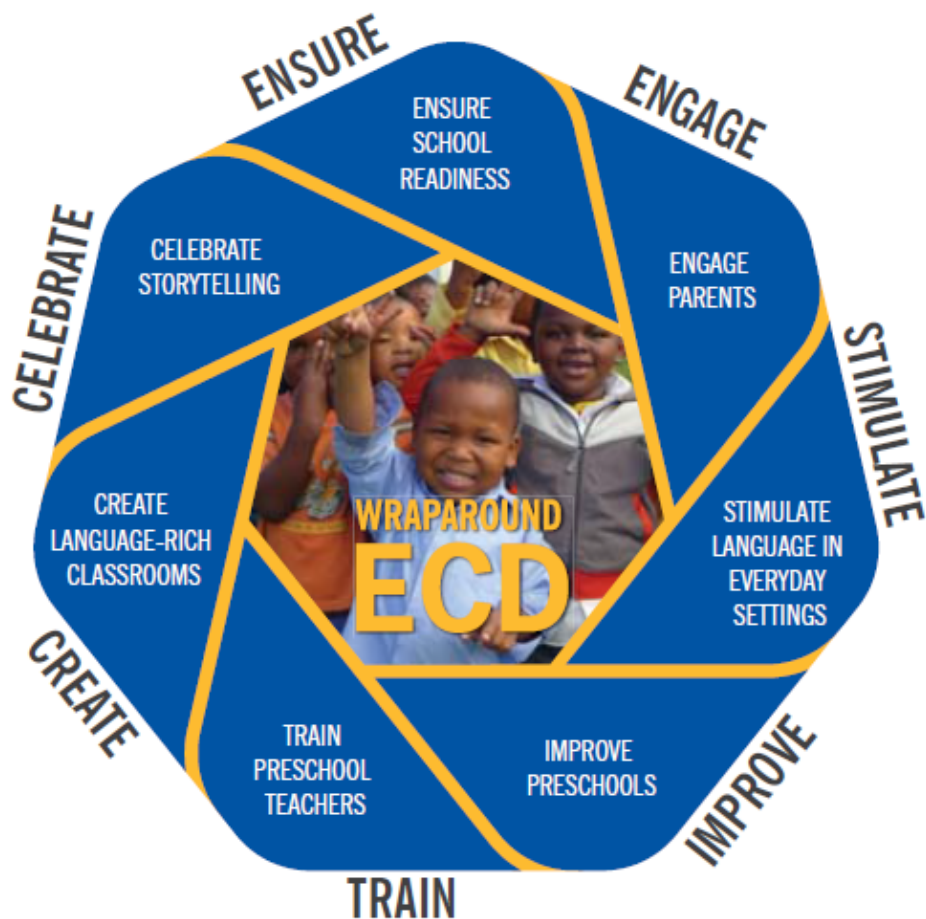 ENSURE
ENSURE
SCHOOL
READINESS
ENGAGE
ENGAGE
PARENTS
STIMULATE
STIMULATE
LANGUAGE IN
EVERYDAY
SETTINGS
IMPROVE
IMPROVE
PRESCHOOLS
TRAIN
TRAIN
PRESCHOOL
TEACHERS
CREATE
CREATE
LANGUAGE-RICH
CLASSROOMS
CELEBRATE
CELEBRATE
STORYTELLING
WRAPAROUND
ECD